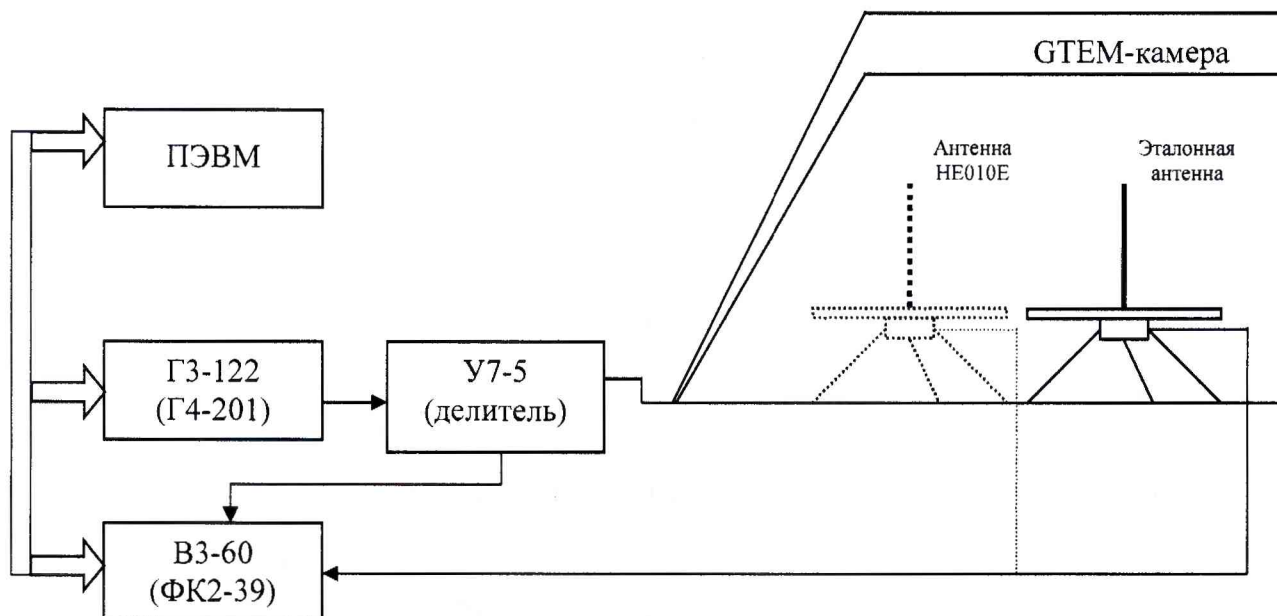 GTEM-камера
Антенна
НЕ010Е
Эталонная
антенна
ПЭВМ
Г3-122
(Г4-201)
У7-5
(делитель)
В3-60
(ФК2-39)